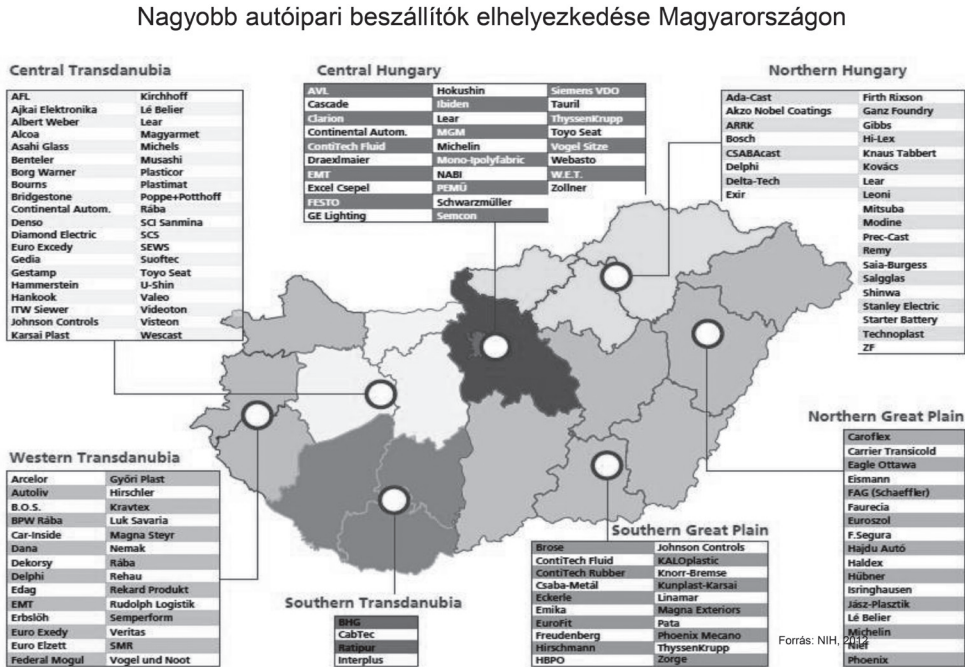 Nagyobb autóipari beszállítók elhelyezkedése Magyarországon
Central Transdanubia
AFL Kirchhoff
Ajkai Elektronika Lé Belier
Albert Weber Lear
Alcoa Magyarmet
Asahi Glass Michels
Benteler Musashi
Borg Warner Plasticor
Bourns Plastimat
Bridgestone Poppe+Potthoff
Continental Autom. Rába
Denso SCI Sanmina
Diamond Electric SCS
Euro Excedy SEWS
Gedia Suoftec
Gestamp Toyo Seat
Hammerstein U-Shin
Hankook Valeo
ITW Siewer Videoton
Johnson Controls Visteon
Karsai Plast Wescast
Central Hungary
AVL Hokushin Siemens VDO
Cascade Ibiden Tauril
Clarion Lear ThyssenKrupp
Continental Autom. MGM Toyo Seat
ContiTech Fluid Michelin Vogel Sitze
Draexlmaier Mono-Ipolyfabric Webasto
EMT NABI W.E.T.
Excel Csepel PEMÜ Zollner
FESTO Schwarzmüller
GE Lighting Semcon
Northern Hungary
Ada-Cast Firth Rixson
Akzo Nobel Coatings Ganz Foundry
ARRK Gibbs
Bosch Hi-Lex
CSABAcast Knaus Tabbert
Delphi Kovács
Delta-Tech Lear
Exir Leoni
Mitsuba
Modine
Prec-Cast
Remy
Saia-Burgess
Salgglas
Shinwa
Stanley Electric
Starter Battery
Technoplast
ZF
Western Transdanubia
Arcelor Győri Plast
Autoliv Hirschler
B.O.S. Kravtex
BPW Rába Luk Savaria
Car-Inside Magna Steyr
Dana Nemak
Dekorsy Rába
Delphi Rehau
Edag Rekard Produkt
EMT Rudolph Logistik
Erbslöh Semperform
Euro Exedy Veritas
Euro Elzett SMR
Federal Mogul Vogel und Noot
Southern Transdanubia
BHG
CabTec
Ratipur
Interplus
Southern Great Plain
Brose Johnson Controls
ContiTech Fluid KALOplastic
ContiTech Rubber Knorr-Bremse
Csaba-Metál Kunplast-Karsai
Eckerle Linamar
Emika Magna Exteriors
EuroFit Pata
Freudenberg Phoenix Mecano
Hirschmann ThyssenKrupp
HBPO Zorge
Northern Great Plain
Caroflex
Carrier Transicold
Eagle Ottawa
Eismann
FAG (Schaeffler)
Faurecia
Euroszol
F.Segura
Hajdu Autó
Haldex
Hübner
Isringhausen
Jász-Plasztik
Lé Belier
Michelin
Nief
Phoenix
Forrás: NIH, 2012